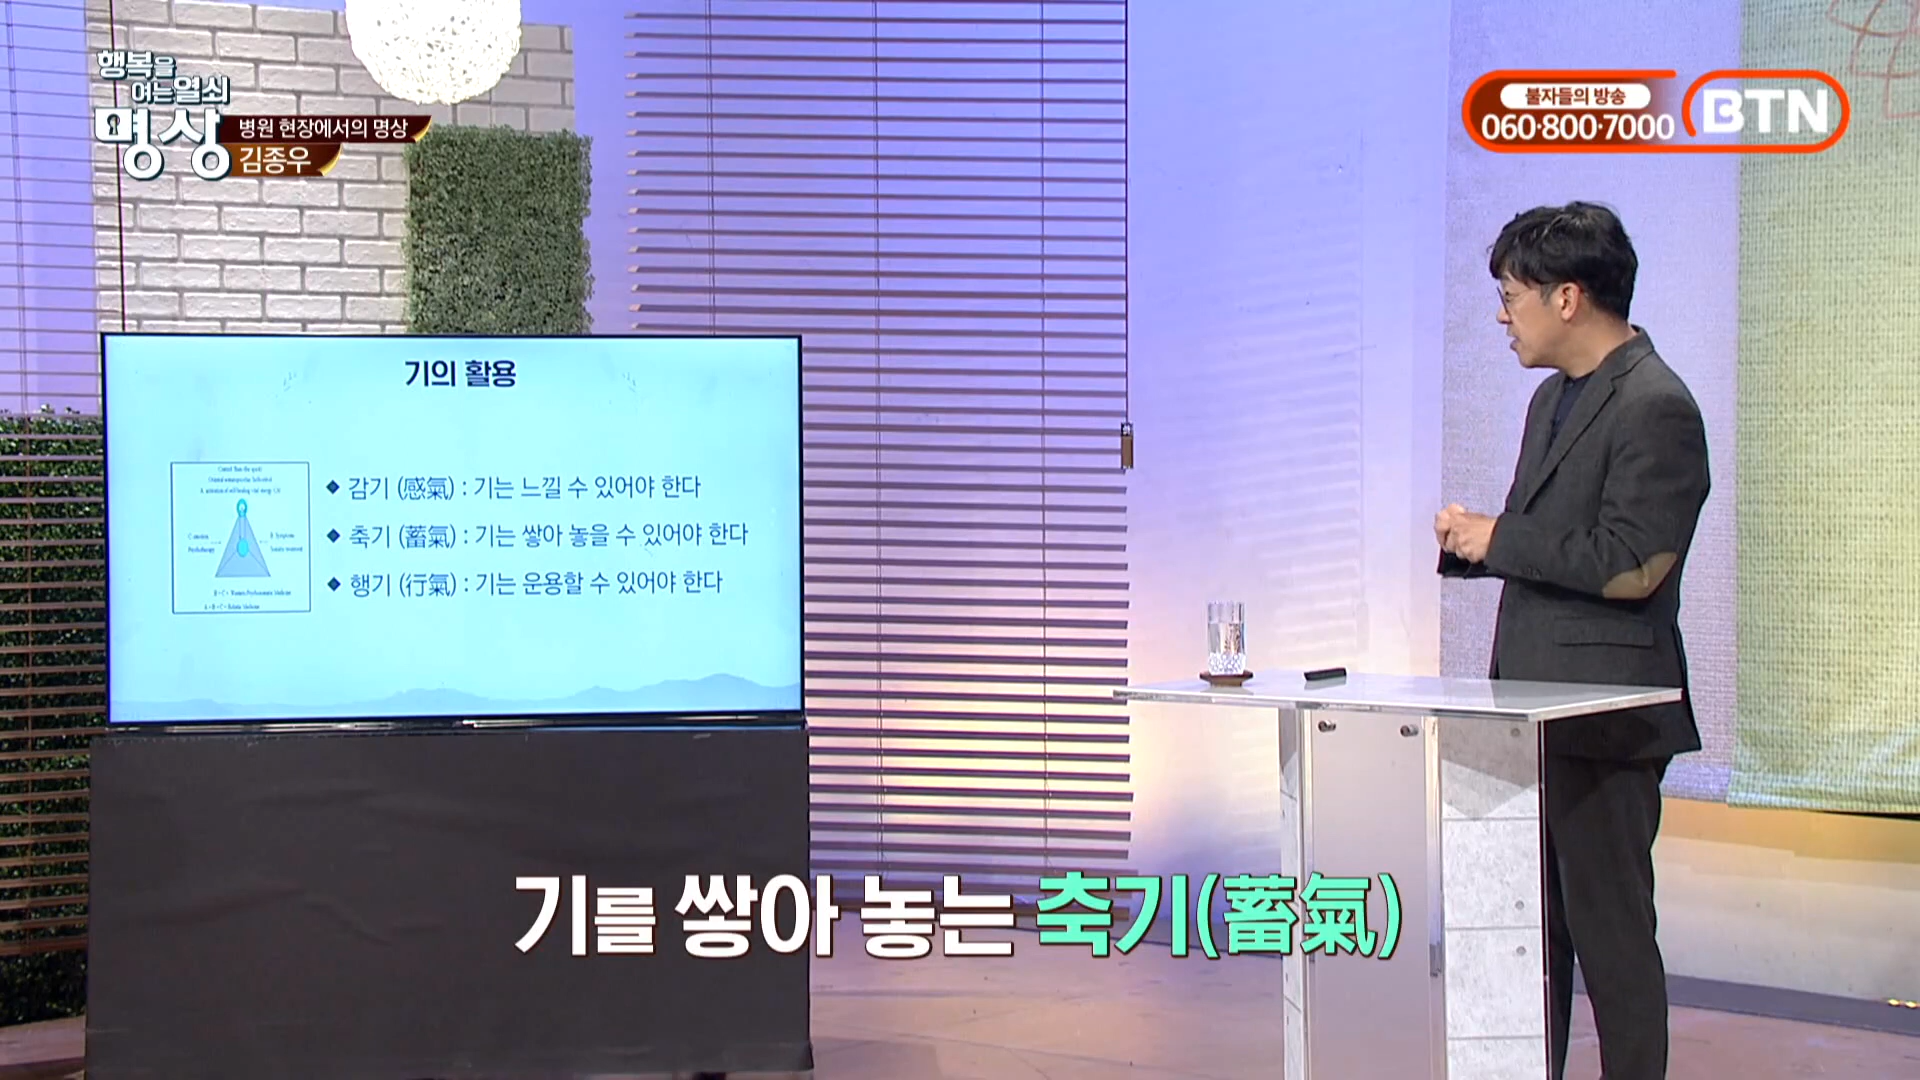 행복을
여는 열쇠
명상
병원 현장에서의 명상
김종우
불자들의 방송
060·800·7000
BTN
기의 활용
❖ 감기 (感氣) : 기는 느낄 수 있어야 한다
❖ 축기 (蓄氣) : 기는 쌓아 놓을 수 있어야 한다
❖ 행기 (行氣) : 기는 운용할 수 있어야 한다
기를 쌓아 놓는 축기(蓄氣)